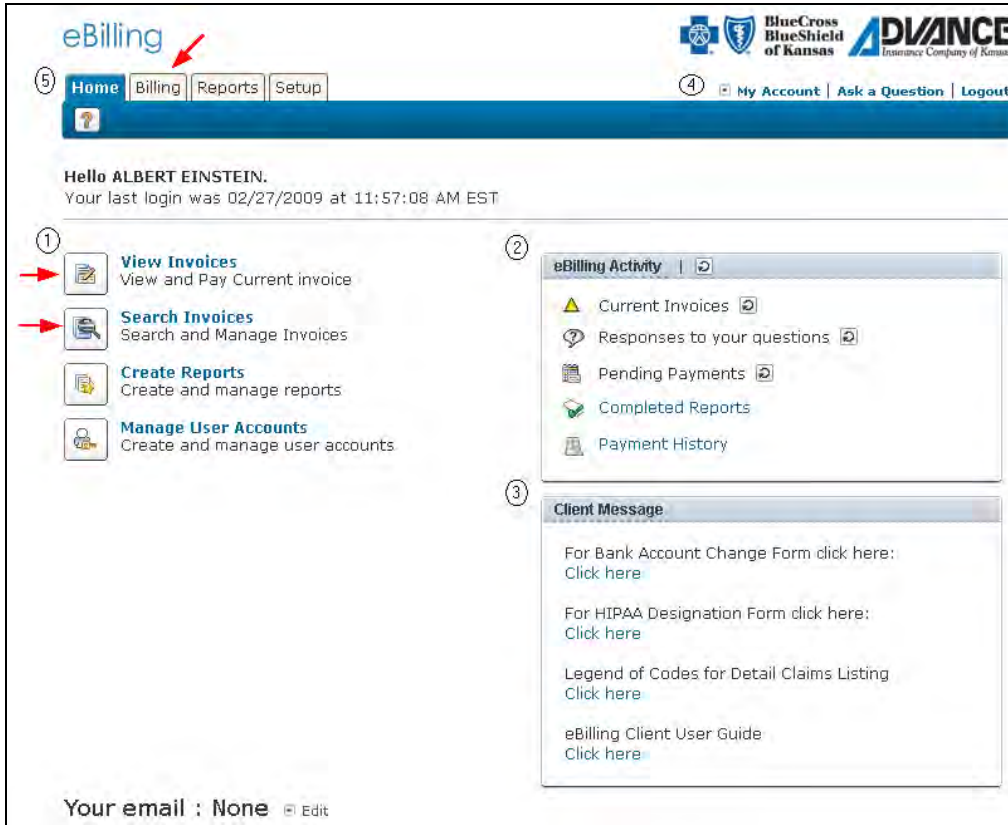 eBilling
BlueCross
BlueShield
of Kansas
ADVANCE
Insurance Company of Kansas
5
Home Billing Reports Setup
4 My Account | Ask a Question | Logout
?
Hello ALBERT EINSTEIN.
Your last login was 02/27/2009 at 11:57:08 AM EST
1
View Invoices
View and Pay Current invoice
Search Invoices
Search and Manage Invoices
Create Reports
Create and manage reports
Manage User Accounts
Create and manage user accounts
2
eBilling Activity |
Current Invoices
Responses to your questions
Pending Payments
Completed Reports
Payment History
3
Client Message
For Bank Account Change Form click here:
Click here
For HIPAA Designation Form click here:
Click here
Legend of Codes for Detail Claims Listing
Click here
eBilling Client User Guide
Click here
Your email : None Edit